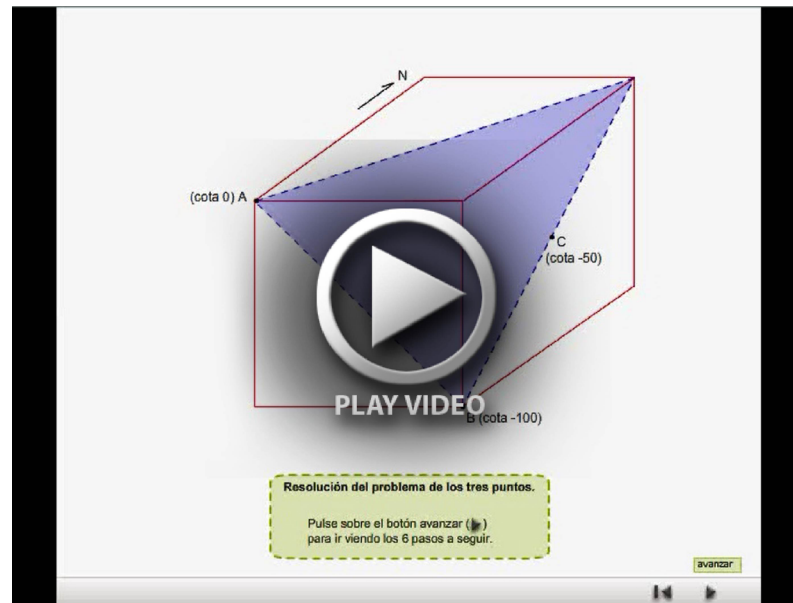 N
(cota 0) A
C
(cota -50)
PLAY VIDEO
B (cota -100)
Resolución del problema de los tres puntos.
Pulse sobre el botón avanzar ( )
para ir viendo los 6 pasos a seguir.
avanzar